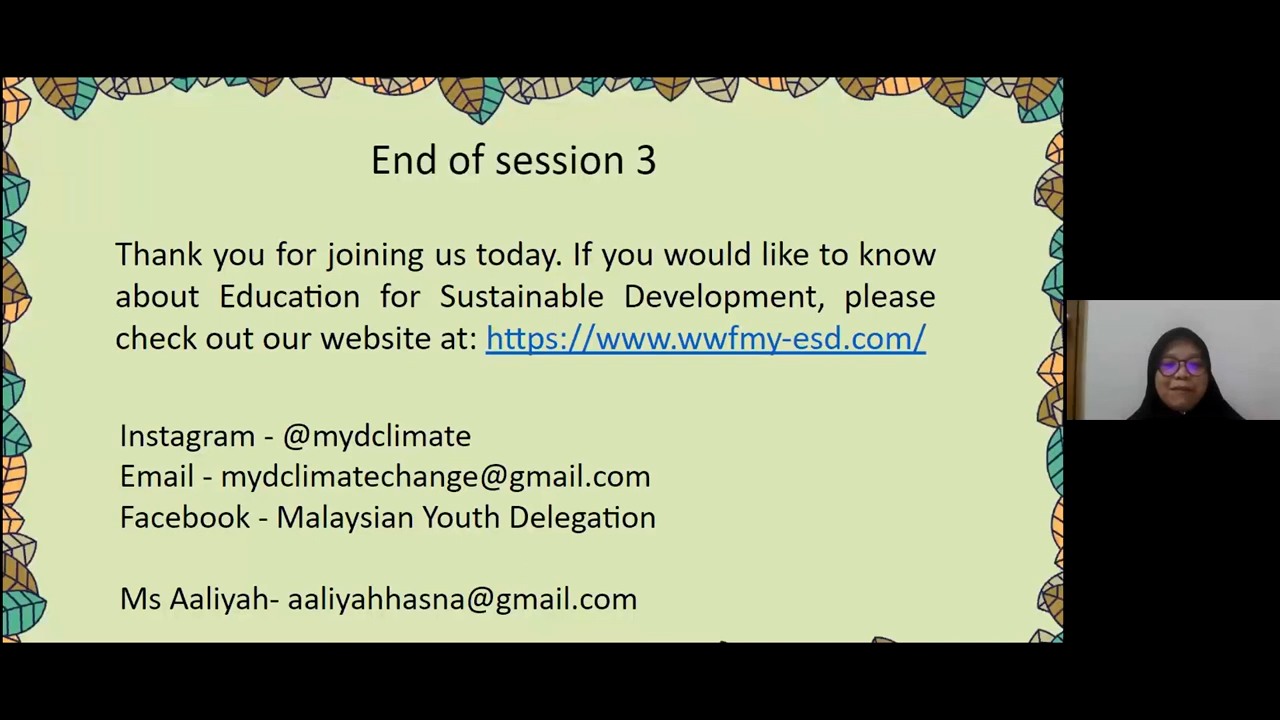 End of session 3
Thank you for joining us today. If you would like to know
about Education for Sustainable Development, please
check out our website at: https://www.wwfmy-esd.com/
Instagram - @mydclimate
Email - mydclimatechange@gmail.com
Facebook - Malaysian Youth Delegation
Ms Aaliyah- aaliyahhasna@gmail.com